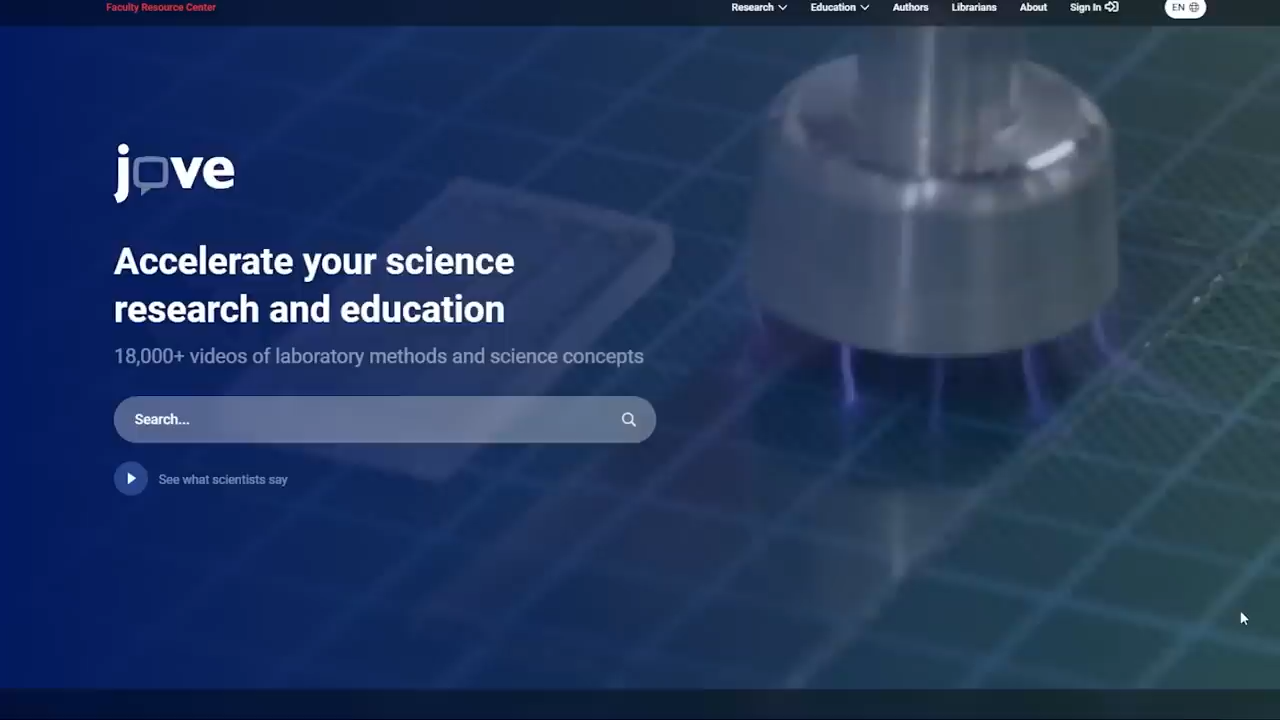 Faculty Resource Center
Research
Education
Authors
Librarians
About
Sign In
EN
jove
Accelerate your science
research and education
18,000+ videos of laboratory methods and science concepts
Search...
See what scientists say